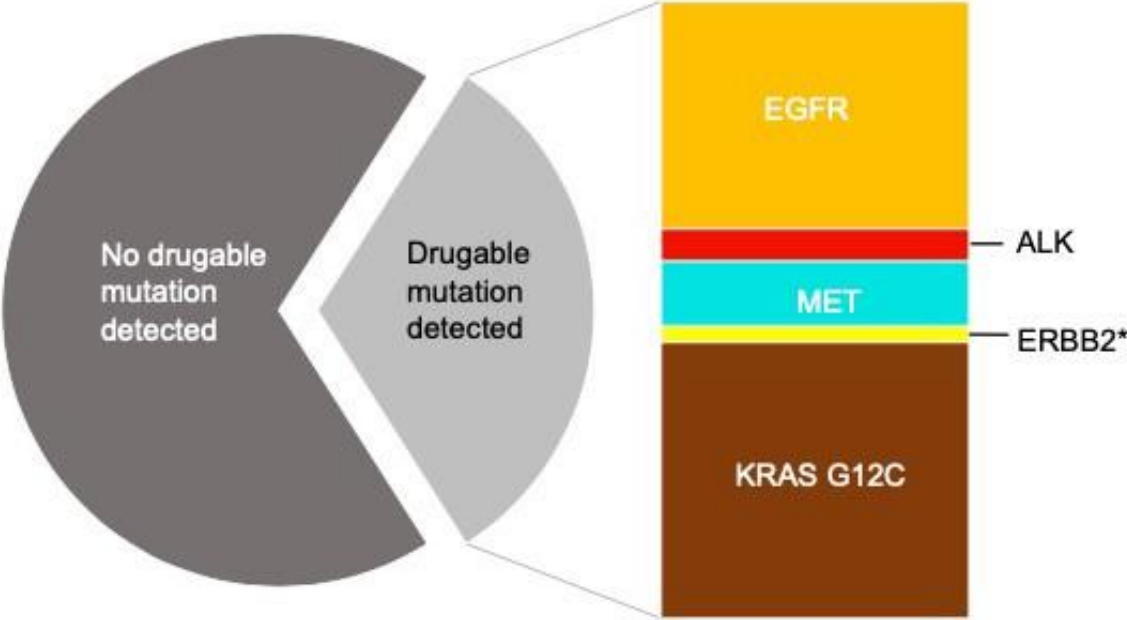 No drugable
mutation
detected
Drugable
mutation
detected
EGFR
ALK
MET
ERBB2*
KRAS G12C